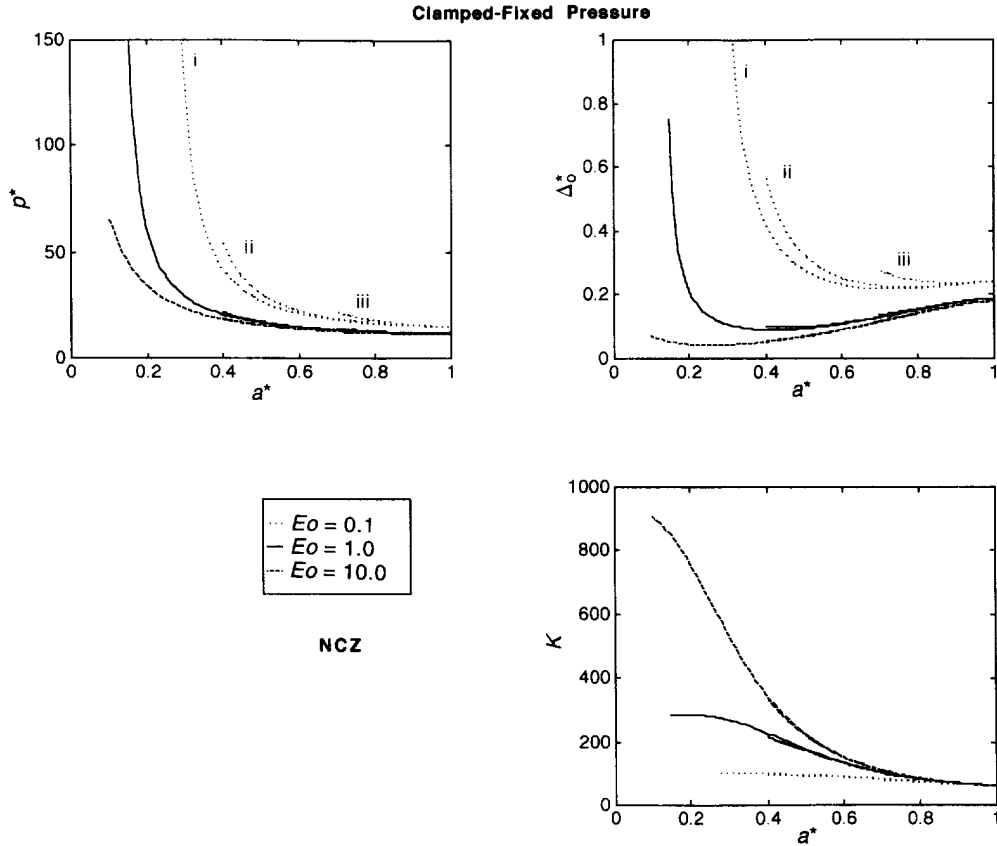 Clamped-Fixed Pressure
150
100
50
0
p*
i
ii
iii
0 0.2 0.4 0.6 0.8 1
a*
1
0.8
0.6
0.4
0.2
0
Δo*
i
ii
iii
0 0.2 0.4 0.6 0.8 1
a*
Eo = 0.1
Eo = 1.0
Eo = 10.0
NCZ
1000
800
600
400
200
0
K
0 0.2 0.4 0.6 0.8 1
a*